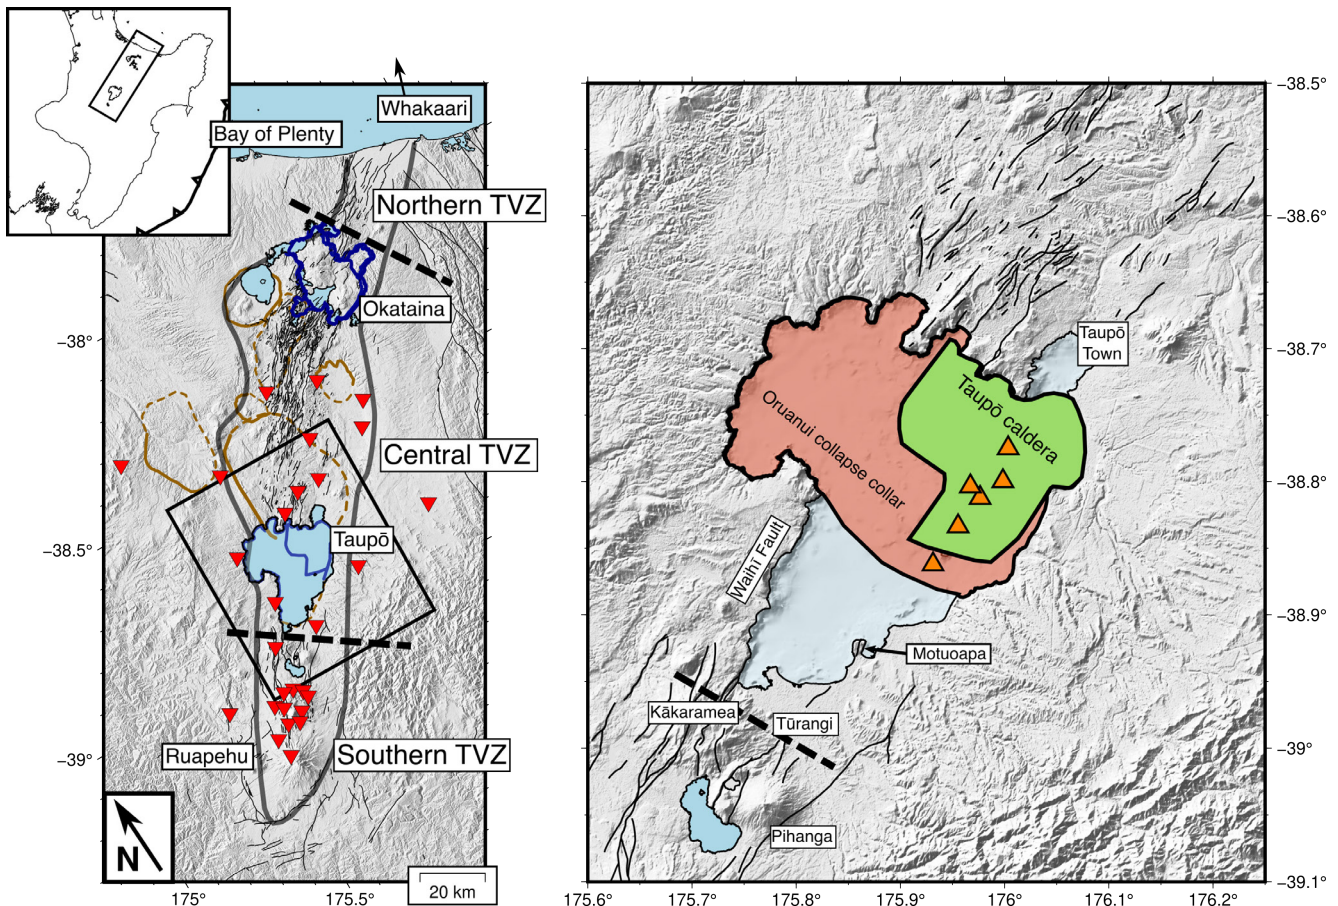 Whakaari
Bay of Plenty
Northern TVZ
Okataina
−38°
Central TVZ
Taupō
−38.5°
Ruapehu
Southern TVZ
−39°
N
20 km
175°
175.5°
−38.5°
−38.6°
Taupō
Town
−38.7°
Taupō caldera
Oruanui collapse collar
−38.8°
Waihī Fault
−38.9°
Motuoapa
Kākaramea
Tūrangi
−39°
Pihanga
−39.1°
175.6°
175.7°
175.8°
175.9°
176°
176.1°
176.2°